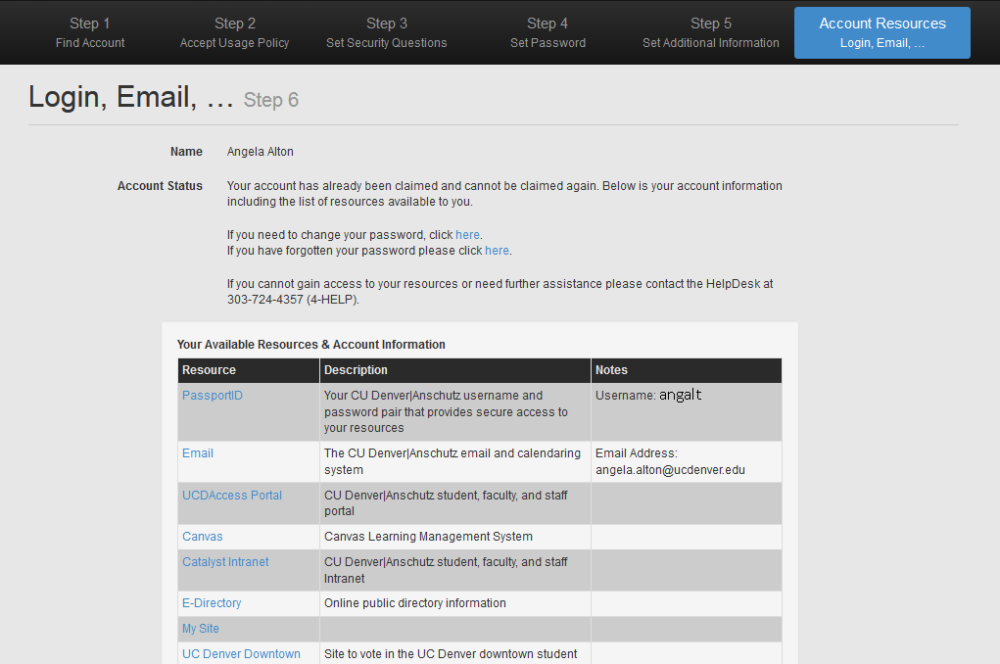 Step 1
Find Account
Step 2
Accept Usage Policy
Step 3
Set Security Questions
Step 4
Set Password
Step 5
Set Additional Information
Account Resources
Login, Email, ...
Login, Email, ... Step 6
Name Angela Alton
Account Status Your account has already been claimed and cannot be claimed again. Below is your account information
including the list of resources available to you.
If you need to change your password, click here.
If you have forgotten your password please click here.
If you cannot gain access to your resources or need further assistance please contact the HelpDesk at
303-724-4357 (4-HELP).
Your Available Resources & Account Information
Resource Description Notes
PassportID Your CU Denver|Anschutz username and Username: angalt
password pair that provides secure access to
your resources
Email The CU Denver|Anschutz email and calendaring Email Address:
system angela.alton@ucdenver.edu
UCDAccess Portal CU Denver|Anschutz student, faculty, and staff
portal
Canvas Canvas Learning Management System
Catalyst Intranet CU Denver|Anschutz student, faculty, and staff
Intranet
E-Directory Online public directory information
My Site
UC Denver Downtown Site to vote in the UC Denver downtown student